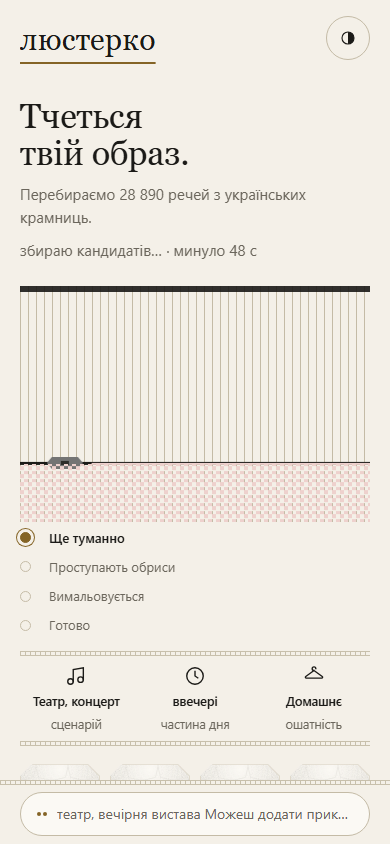 люстерко
Тчеться
твій образ.
Перебираємо 28 890 речей з українських
крамниць.
збираю кандидатів... · минуло 48 с
Ще туманно
Проступають обриси
Вимальовується
Готово
Театр, концерт
сценарій
ввечері
частина дня
Домашнє
ошатність
театр, вечірня вистава Можеш додати прик...